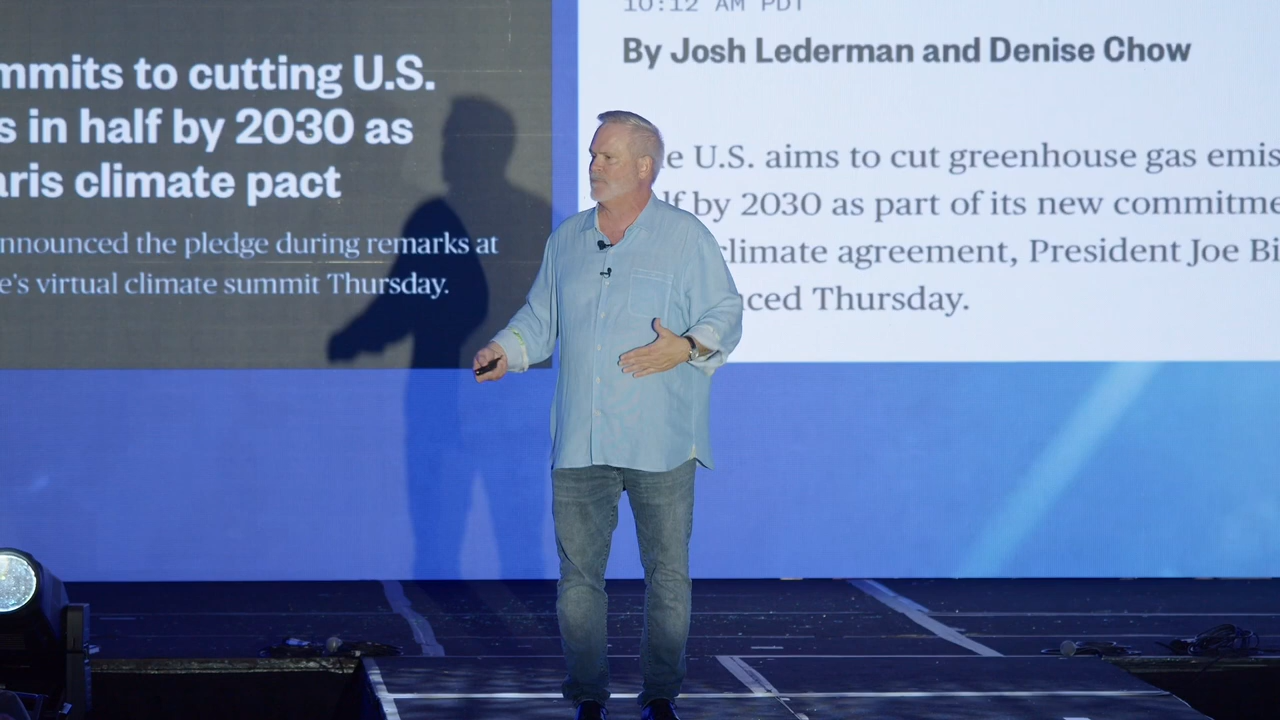 mmits to cutting U.S.
s in half by 2030 as
aris climate pact
nnounced the pledge during remarks at
e's virtual climate summit Thursday.
10:12 AM PDT
By Josh Lederman and Denise Chow
e U.S. aims to cut greenhouse gas emis
lf by 2030 as part of its new commitme
climate agreement, President Joe Bi
nced Thursday.